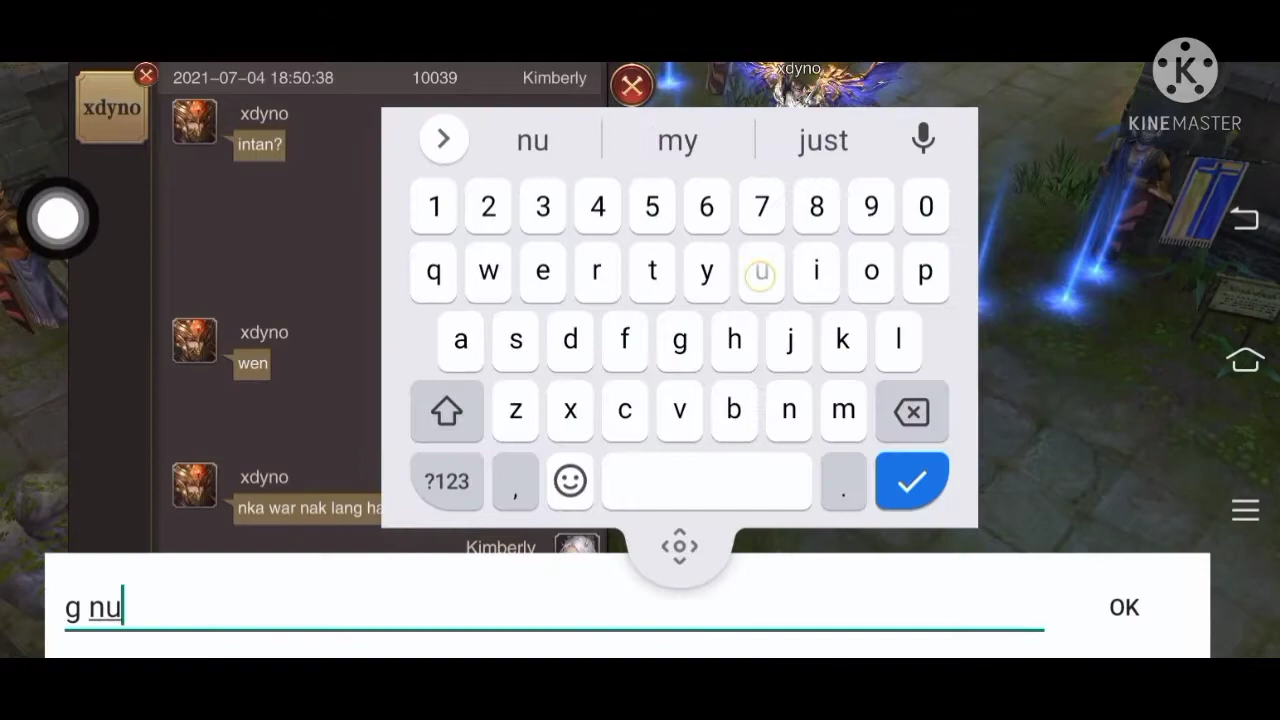 xdyno
2021-07-04 18:50:38 10039 Kimberly
xdyno
xdyno
intan?
KINEMASTER
xdyno
wen
xdyno
nka war nak lang ha
Kimberly
nu my just
1 2 3 4 5 6 7 8 9 0
q w e r t y u i o p
a s d f g h j k l
z x c v b n m
?123 , .
g nu
OK